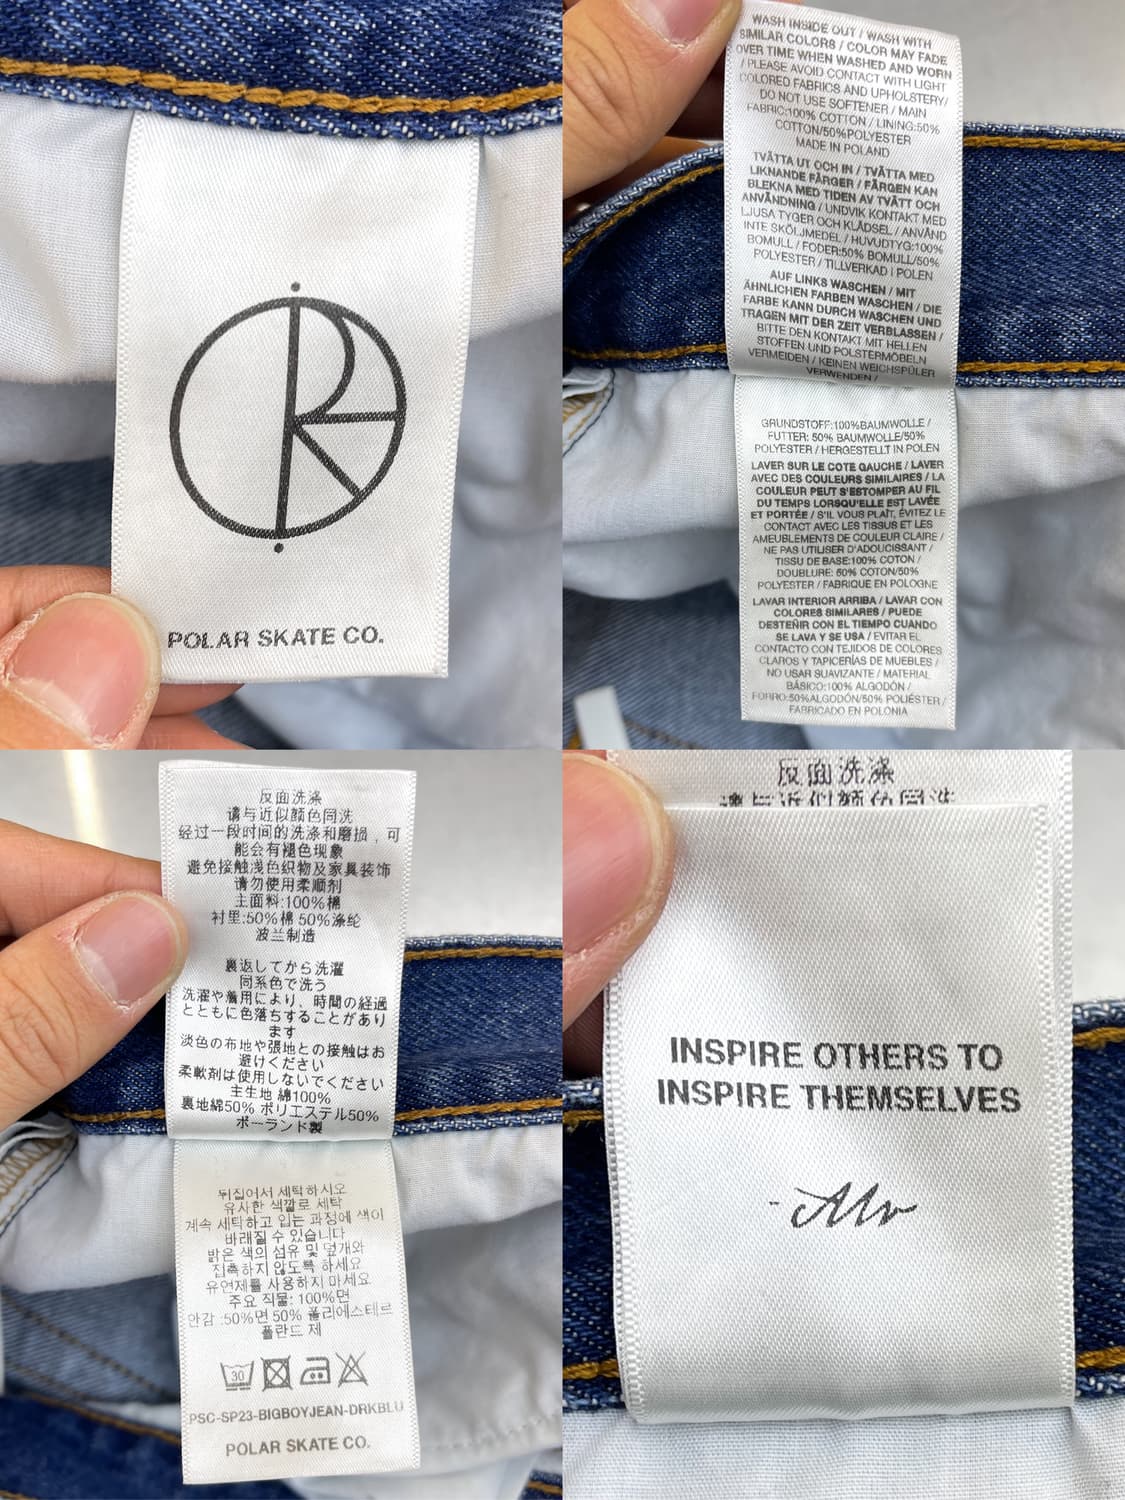 POLAR SKATE CO.
WASH INSIDE OUT / WASH WITH
SIMILAR COLORS / COLOR MAY FADE
OVER TIME WHEN WASHED AND WORN
/ PLEASE AVOID CONTACT WITH LIGHT
COLORED FABRICS AND UPHOLSTERY/
DO NOT USE SOFTENER / MAIN
FABRIC:100% COTTON / LINING:50%
COTTON/50%POLYESTER
MADE IN POLAND
TVÄTTA UT OCH IN / TVÄTTA MED
LIKNANDE FÄRGER / FÄRGEN KAN
BLEKNA MED TIDEN AV TVÄTT OCH
ANVÄNDNING / UNDVIK KONTAKT MED
LJUSA TYGER OCH KLÄDSEL / ANVÄND
INTE SKÖLJMEDEL / HUVUDTYG:100%
BOMULL / FODER:50% BOMULL/50%
POLYESTER / TILLVERKAD I POLEN
AUF LINKS WASCHEN / MIT
ÄHNLICHEN FARBEN WASCHEN / DIE
FARBE KANN DURCH WASCHEN UND
TRAGEN MIT DER ZEIT VERBLASSEN /
BITTE DEN KONTAKT MIT HELLEN
STOFFEN UND POLSTERMÖBELN
VERMEIDEN / KEINEN WEICHSPÜLER
VERWENDEN /
GRUNDSTOFF:100%BAUMWOLLE /
FUTTER: 50% BAUMWOLLE/50%
POLYESTER / HERGESTELLT IN POLEN
LAVER SUR LE COTE GAUCHE / LAVER
AVEC DES COULEURS SIMILAIRES / LA
COULEUR PEUT S'ESTOMPER AU FIL
DU TEMPS LORSQU'ELLE EST LAVÉE
ET PORTÉE / S'IL VOUS PLAÎT, ÉVITEZ LE
CONTACT AVEC LES TISSUS ET LES
AMEUBLEMENTS DE COULEUR CLAIRE /
NE PAS UTILISER D'ADOUCISSANT /
TISSU DE BASE:100% COTON /
DOUBLURE: 50% COTON/50%
POLYESTER / FABRIQUE EN POLOGNE
LAVAR INTERIOR ARRIBA / LAVAR CON
COLORES SIMILARES / PUEDE
DESTEÑIR CON EL TIEMPO CUANDO
SE LAVA Y SE USA / EVITAR EL
CONTACTO CON TEJIDOS DE COLORES
CLAROS Y TAPICERÍAS DE MUEBLES /
NO USAR SUAVIZANTE / MATERIAL
BÁSICO:100% ALGODÓN /
FORRO:50%ALGODÓN/50% POLIÉSTER /
FABRICADO EN POLONIA
反面洗涤
请与近似颜色同洗
经过一段时间的洗涤和磨损，可
能会有褪色现象
避免接触浅色织物及家具装饰
请勿使用柔顺剂
主面料:100%棉
衬里:50%棉 50%涤纶
波兰制造
裏返してから洗濯
同系色で洗う
洗濯や着用により、時間の経過
とともに色落ちすることがあり
ます
淡色の布地や張地との接触はお
避けください
柔軟剤は使用しないでください
主生地 綿100%
裏地綿50% ポリエステル50%
ポーランド製
뒤집어서 세탁하시오
유사한 색깔로 세탁
계속 세탁하고 입는 과정에 색이
바래질 수 있습니다
밝은 색의 섬유 및 덮개와
접촉하지 않도록 하세요
유연제를 사용하지 마세요
주요 직물: 100%면
안감 :50%면 50% 폴리에스테르
폴란드 제
30
PSC-SP23-BIGBOYJEAN-DRKBLU
POLAR SKATE CO.
反面洗涤
请与近似颜色同洗
INSPIRE OTHERS TO
INSPIRE THEMSELVES